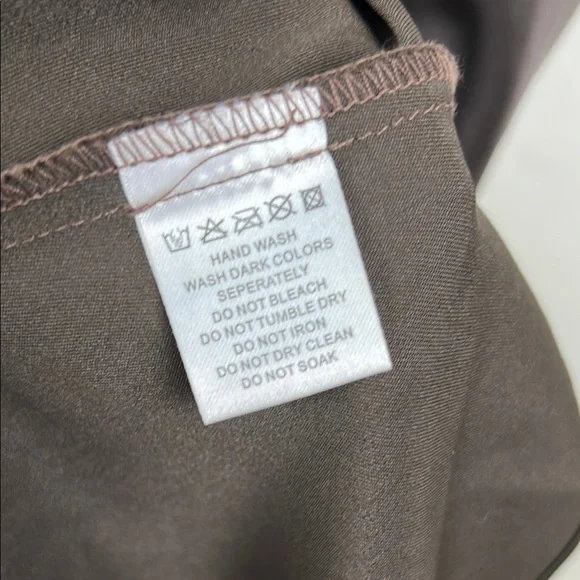 HAND WASH
WASH DARK COLORS
SEPERATELY
DO NOT BLEACH
DO NOT TUMBLE DRY
DO NOT IRON
DO NOT DRY CLEAN
DO NOT SOAK